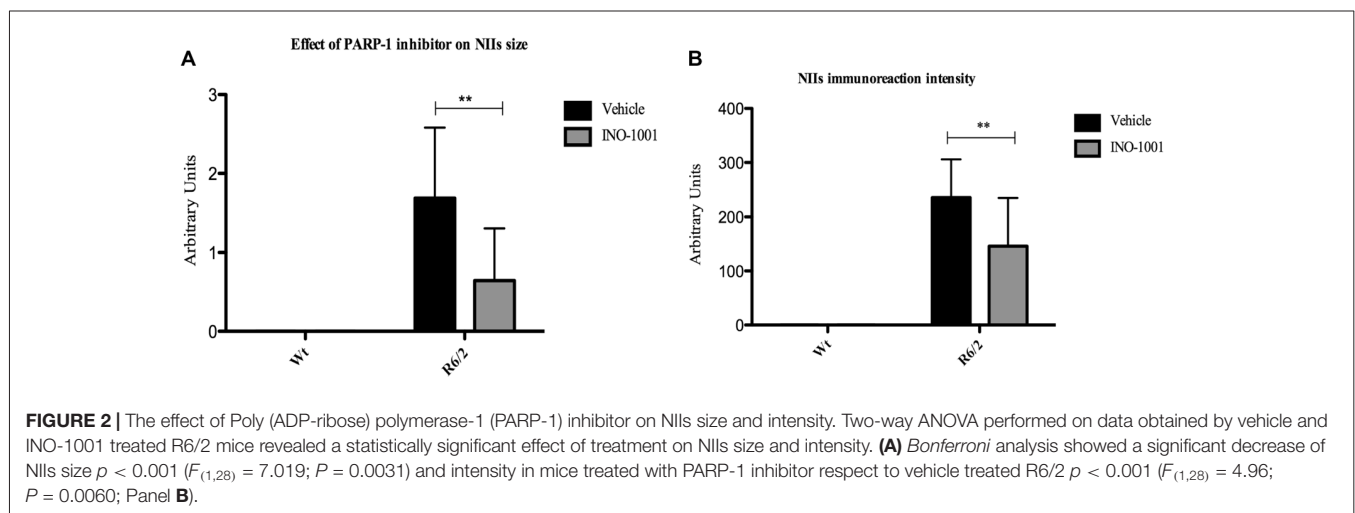 Effect of PARP-1 inhibitor on NIIs size
A
3
2
1
0
Arbitrary Units
**
Vehicle
INO-1001
Wt
R6/2
B
NIIs immunoreaction intensity
400
300
200
100
0
Arbitrary Units
**
Vehicle
INO-1001
Wt
R6/2
FIGURE 2 | The effect of Poly (ADP-ribose) polymerase-1 (PARP-1) inhibitor on NIIs size and intensity. Two-way ANOVA performed on data obtained by vehicle and
INO-1001 treated R6/2 mice revealed a statistically significant effect of treatment on NIIs size and intensity. (A) Bonferroni analysis showed a significant decrease of
NIIs size p < 0.001 (F(1,28) = 7.019; P = 0.0031) and intensity in mice treated with PARP-1 inhibitor respect to vehicle treated R6/2 p < 0.001 (F(1,28) = 4.96;
P = 0.0060; Panel B).